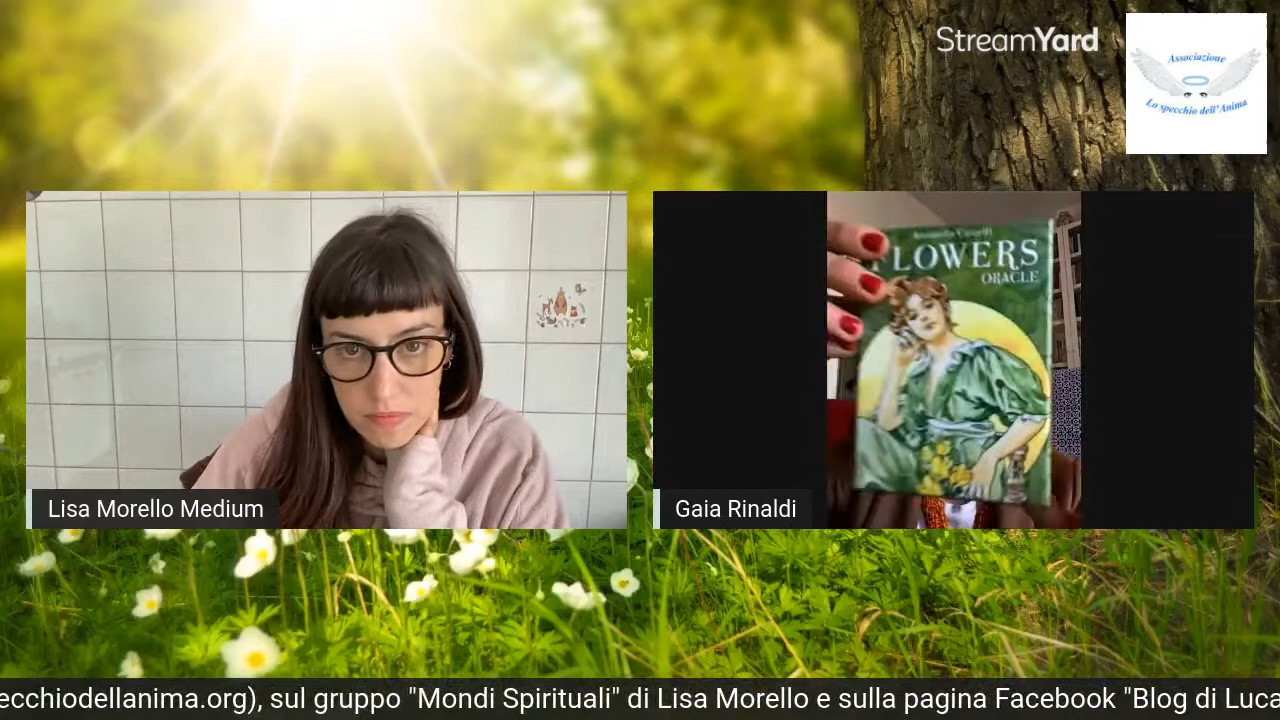 StreamYard
Associazione
Lo specchio dell'Anima
FLOWERS
ORACLE
Lisa Morello Medium
Gaia Rinaldi
ecchiodellanima.org), sul gruppo "Mondi Spirituali" di Lisa Morello e sulla pagina Facebook "Blog di Luca